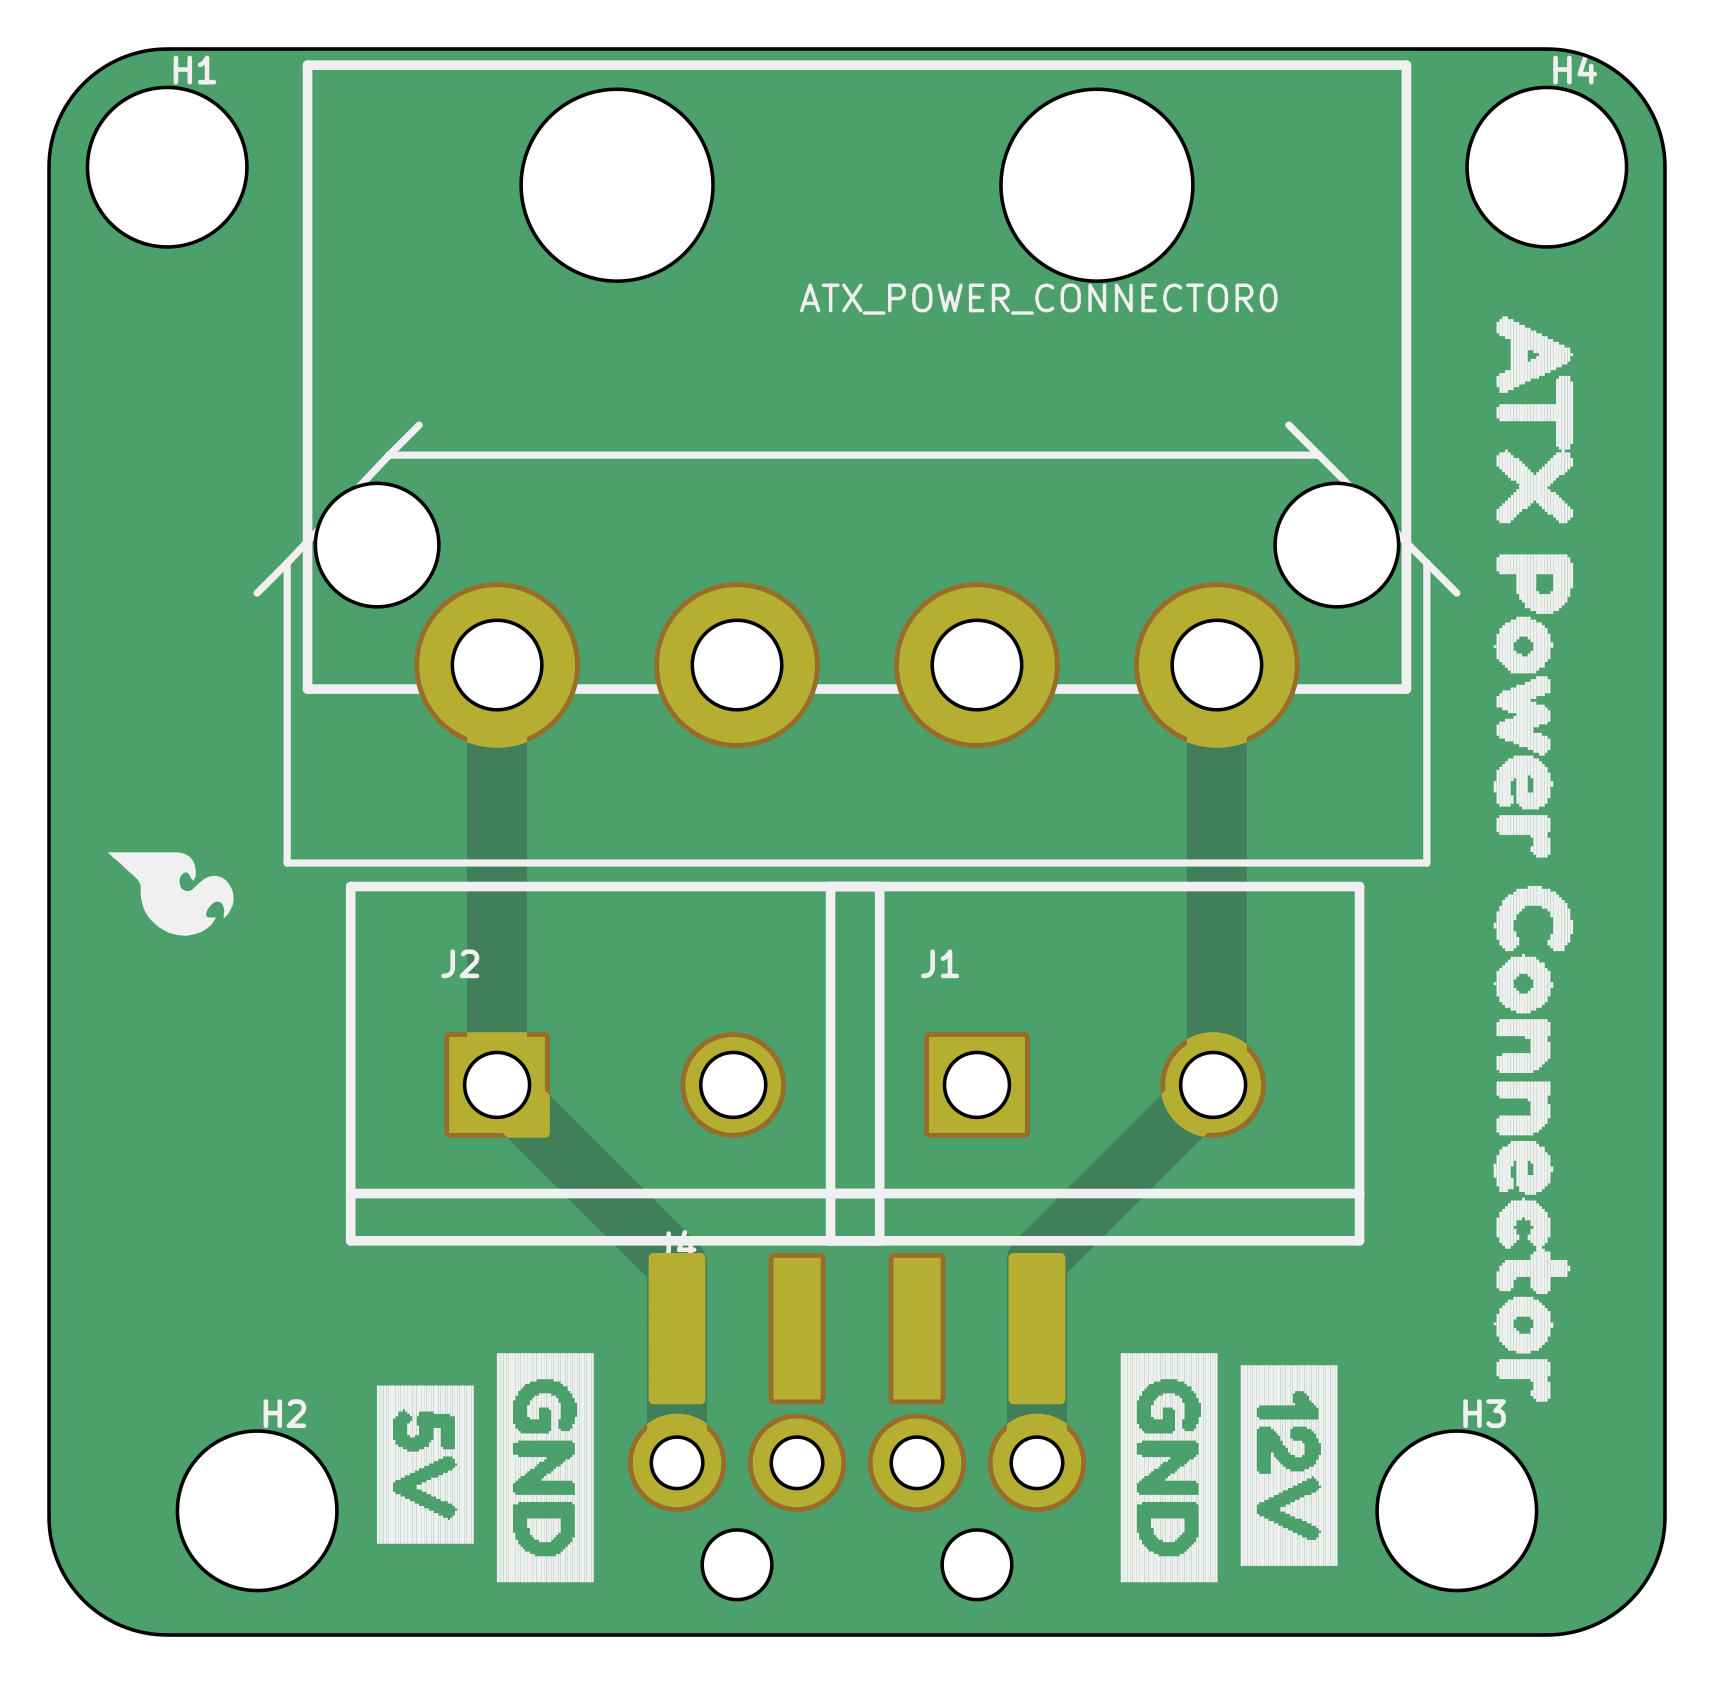 H1
H4
ATX_POWER_CONNECTOR0
ATX Power Connector
J2
J1
J4
H2
H3
5V
GND
GND
12V